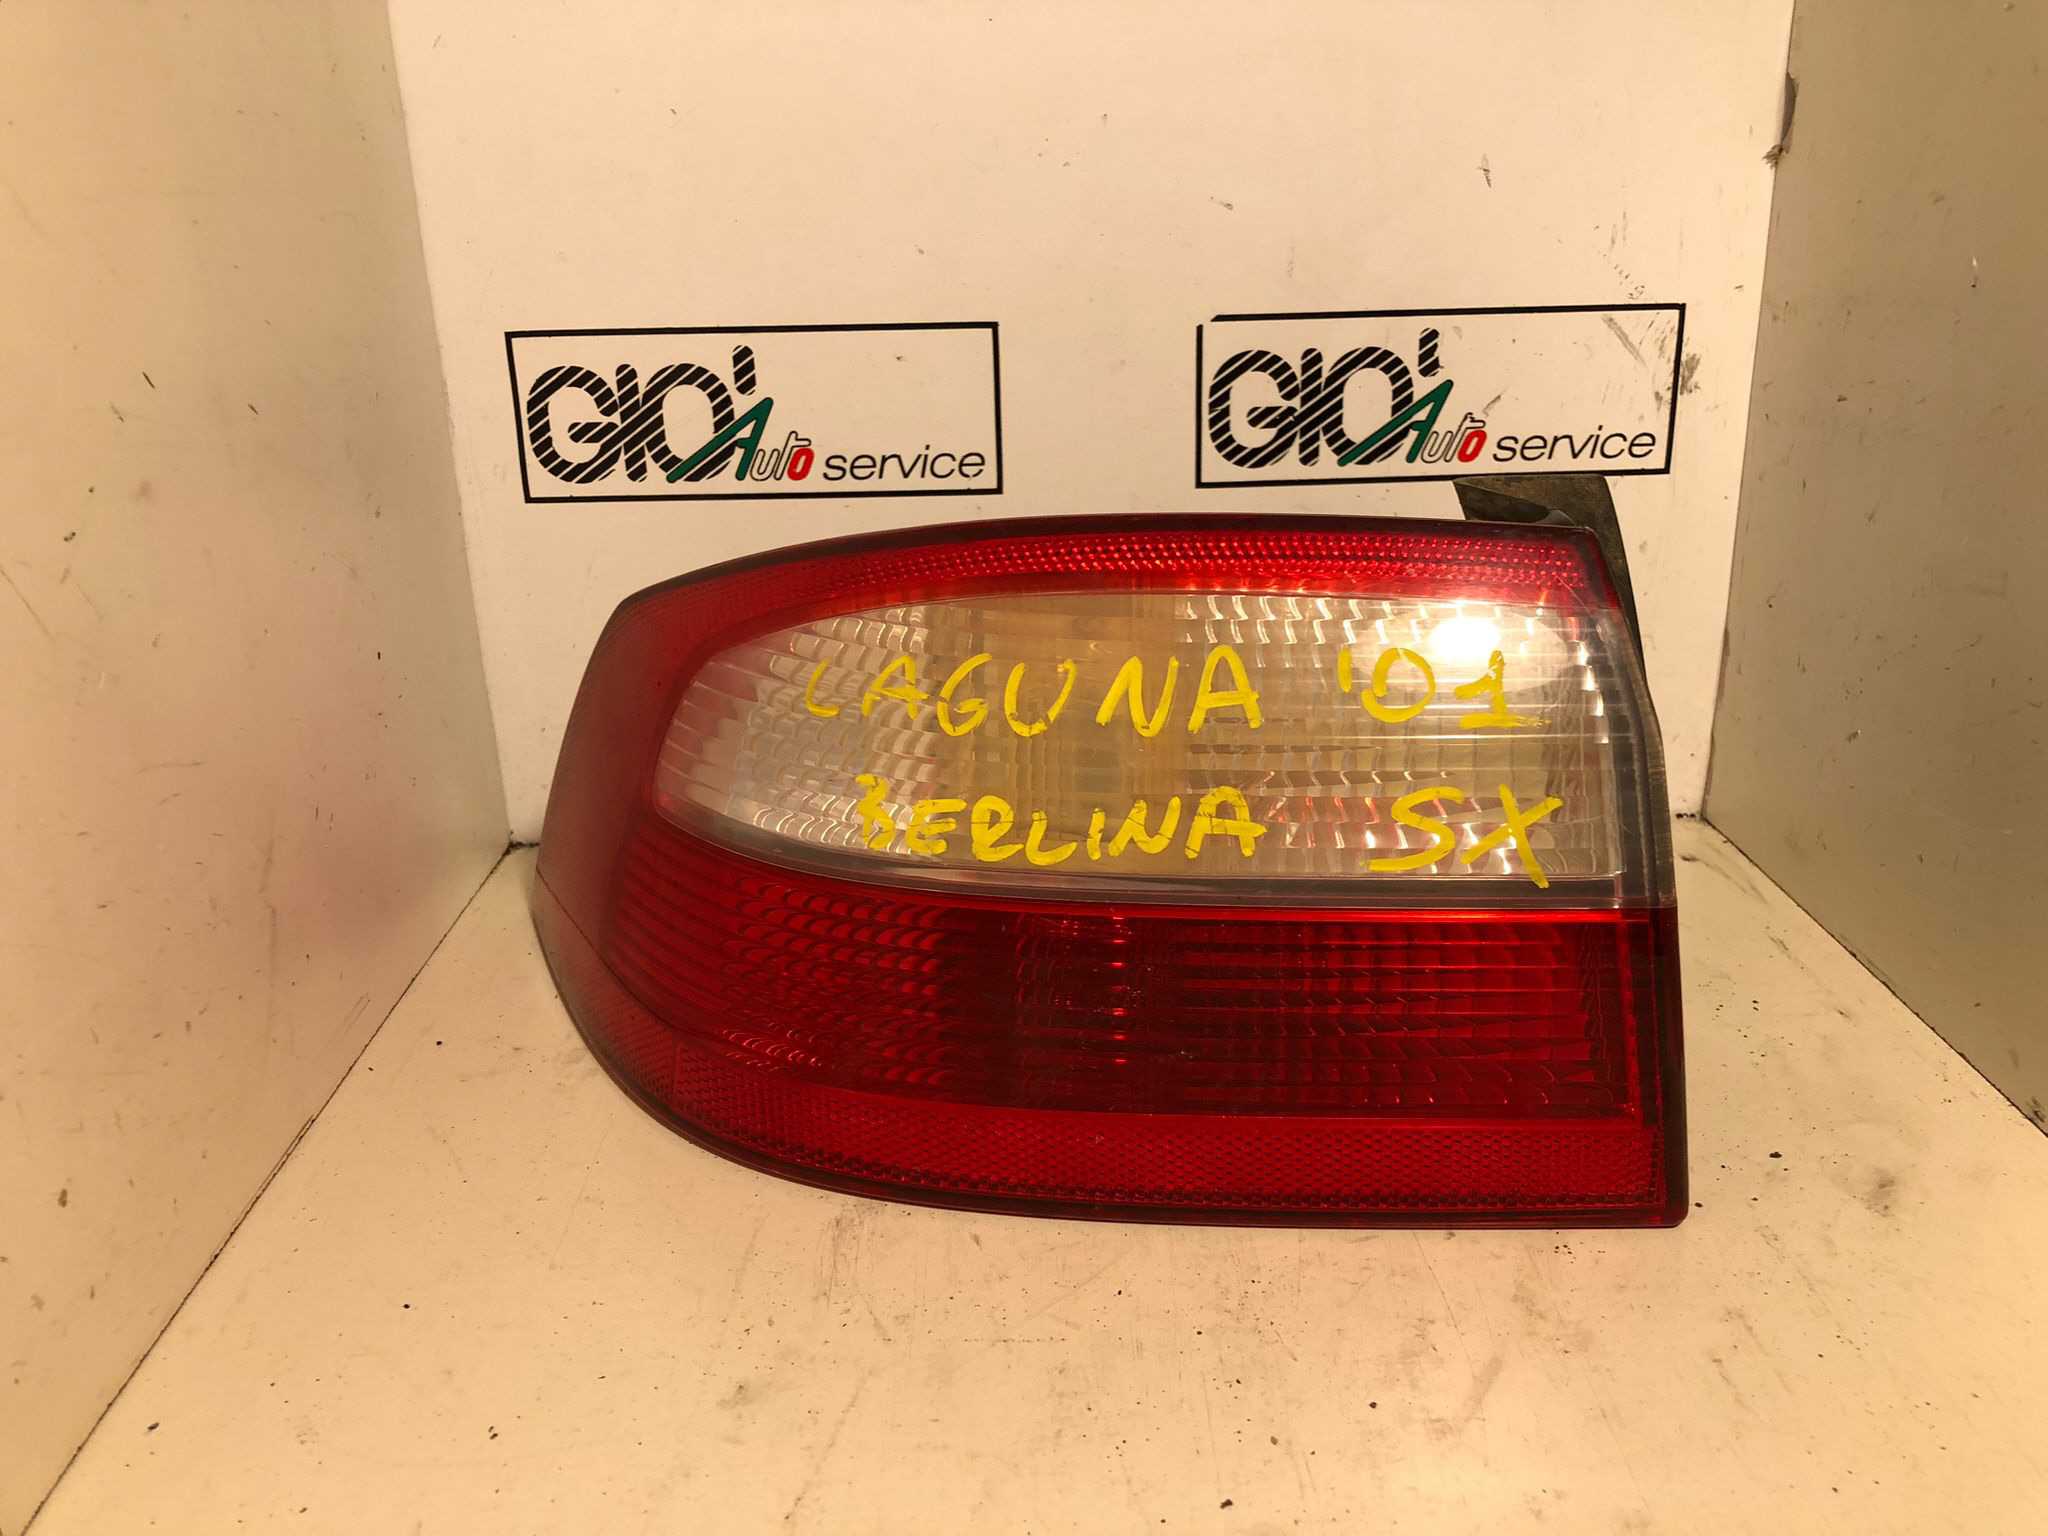 GIO' Auto service
GIO' Auto service
LAGUNA '01
BERLINA SX